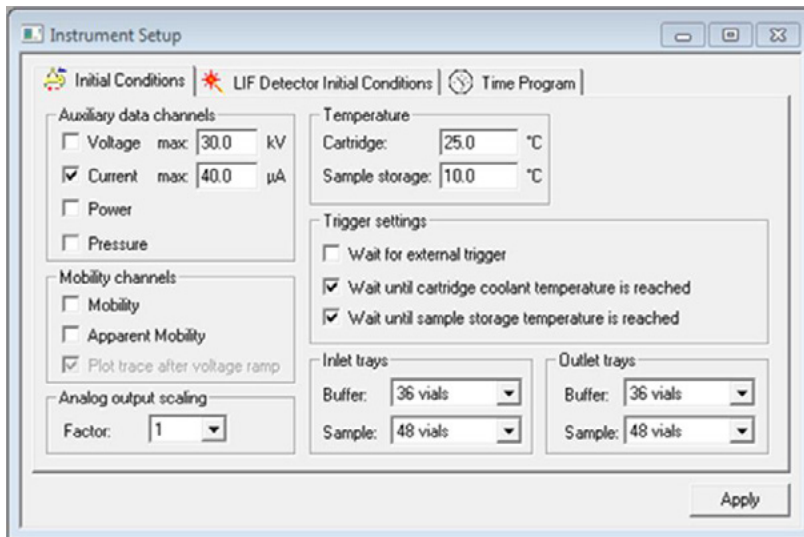 Instrument Setup
Initial Conditions
LIF Detector Initial Conditions
Time Program
Auxiliary data channels
Voltage max: 30.0 kV
Current max: 40.0 µA
Power
Pressure
Mobility channels
Mobility
Apparent Mobility
Plot trace after voltage ramp
Analog output scaling
Factor: 1
Temperature
Cartridge: 25.0 °C
Sample storage: 10.0 °C
Trigger settings
Wait for external trigger
Wait until cartridge coolant temperature is reached
Wait until sample storage temperature is reached
Inlet trays
Buffer: 36 vials
Sample: 48 vials
Outlet trays
Buffer: 36 vials
Sample: 48 vials
Apply